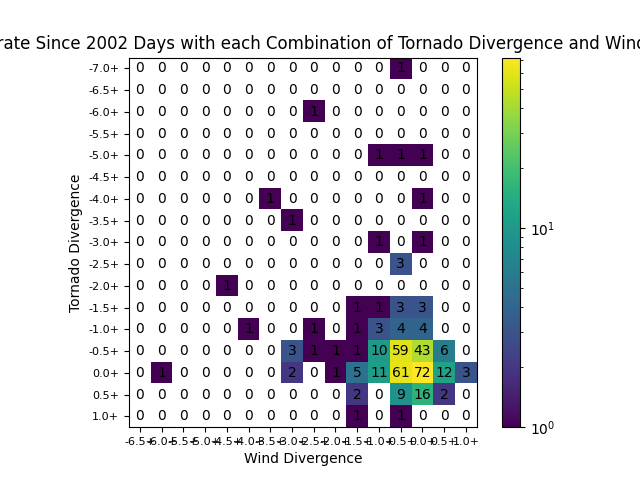 rate Since 2002 Days with each Combination of Tornado Divergence and Wind
-7.0+ 0 0 0 0 0 0 0 0 0 0 0 0 1 0 0 0
-6.5+ 0 0 0 0 0 0 0 0 0 0 0 0 0 0 0 0
-6.0+ 0 0 0 0 0 0 0 0 1 0 0 0 0 0 0 0
-5.5+ 0 0 0 0 0 0 0 0 0 0 0 0 0 0 0 0
-5.0+ 0 0 0 0 0 0 0 0 0 0 0 1 1 1 0 0
-4.5+ 0 0 0 0 0 0 0 0 0 0 0 0 0 0 0 0
-4.0+ 0 0 0 0 0 0 1 0 0 0 0 0 0 1 0 0
-3.5+ 0 0 0 0 0 0 0 1 0 0 0 0 0 0 0 0
-3.0+ 0 0 0 0 0 0 0 0 0 0 0 1 0 1 0 0
-2.5+ 0 0 0 0 0 0 0 0 0 0 0 0 3 0 0 0
-2.0+ 0 0 0 0 1 0 0 0 0 0 0 0 0 0 0 0
-1.5+ 0 0 0 0 0 0 0 0 0 0 1 1 3 3 0 0
-1.0+ 0 0 0 0 0 1 0 0 1 0 1 3 4 4 0 0
-0.5+ 0 0 0 0 0 0 0 3 1 1 1 10 59 43 6 0
0.0+ 0 1 0 0 0 0 0 2 0 1 5 11 61 72 12 3
0.5+ 0 0 0 0 0 0 0 0 0 0 2 0 9 16 2 0
1.0+ 0 0 0 0 0 0 0 0 0 0 1 0 1 0 0 0
-6.5+ -6.0+ -5.5+ -5.0+ -4.5+ -4.0+ -3.5+ -3.0+ -2.5+ -2.0+ -1.5+ -1.0+ -0.5+ 0.0+ 0.5+ 1.0+
Wind Divergence
Tornado Divergence
10¹
10⁰